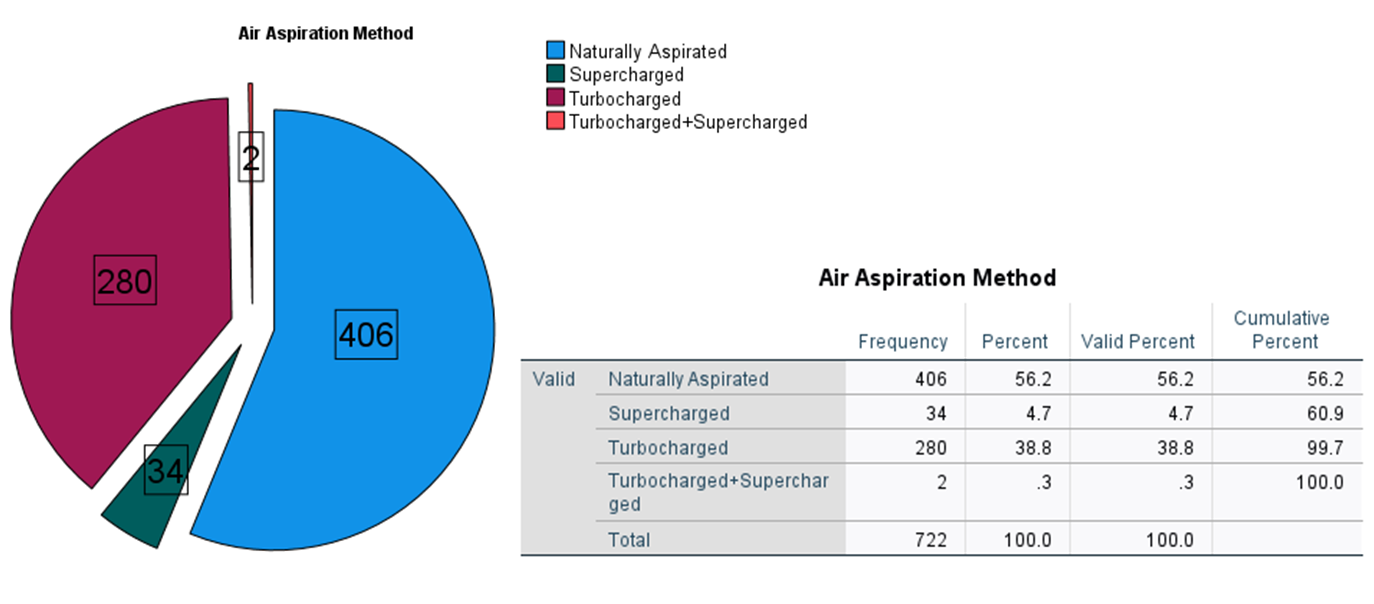 Air Aspiration Method
Naturally Aspirated
Supercharged
Turbocharged
Turbocharged+Supercharged
2
280
406
34
Air Aspiration Method
Frequency Percent Valid Percent Cumulative Percent
Valid Naturally Aspirated 406 56.2 56.2 56.2
Supercharged 34 4.7 4.7 60.9
Turbocharged 280 38.8 38.8 99.7
Turbocharged+Superchar
ged 2 .3 .3 100.0
Total 722 100.0 100.0